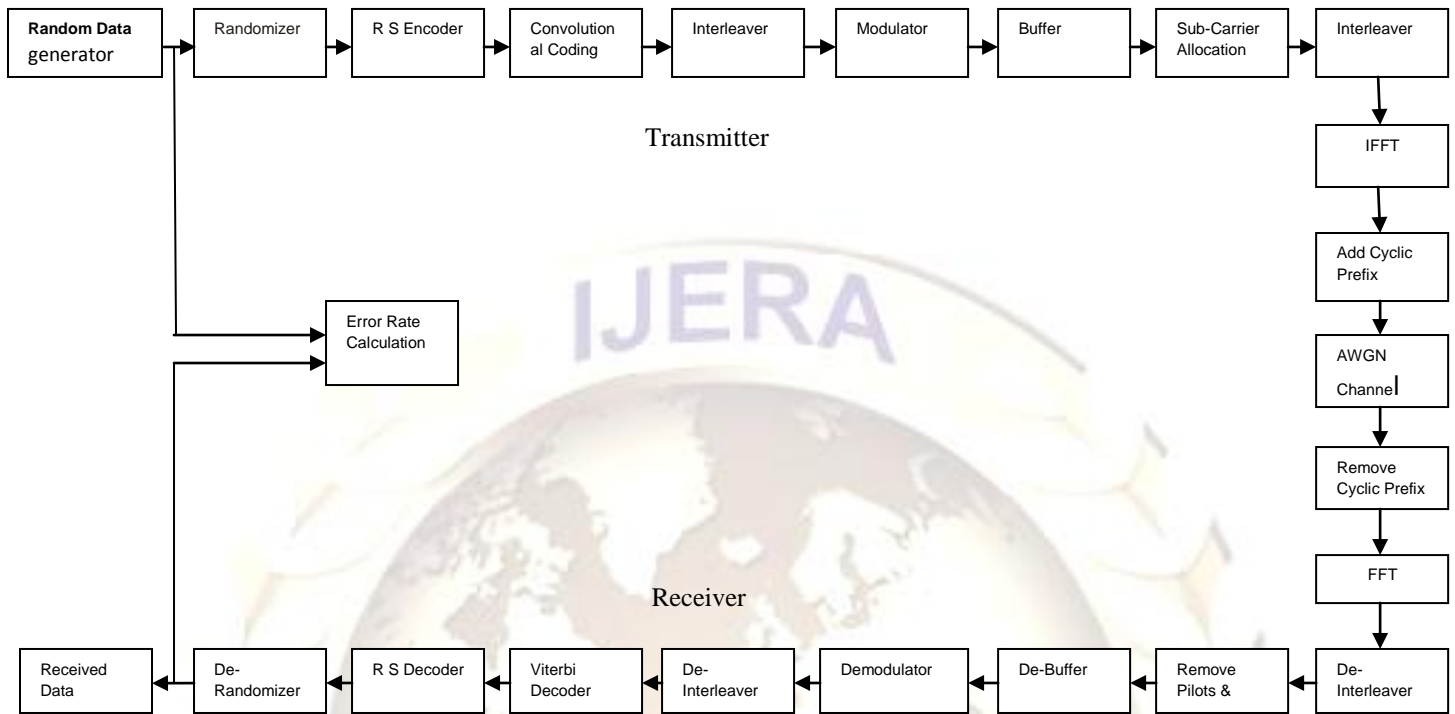 Random Data
generator
Randomizer
R S Encoder
Convolution
al Coding
Interleaver
Modulator
Buffer
Sub-Carrier
Allocation
Interleaver
Transmitter
IFFT
Add Cyclic
Prefix
IJERA
Error Rate
Calculation
AWGN
Channel
Remove
Cyclic Prefix
FFT
Receiver
Received
Data
De-
Randomizer
R S Decoder
Viterbi
Decoder
De-
Interleaver
Demodulator
De-Buffer
Remove
Pilots &
De-
Interleaver